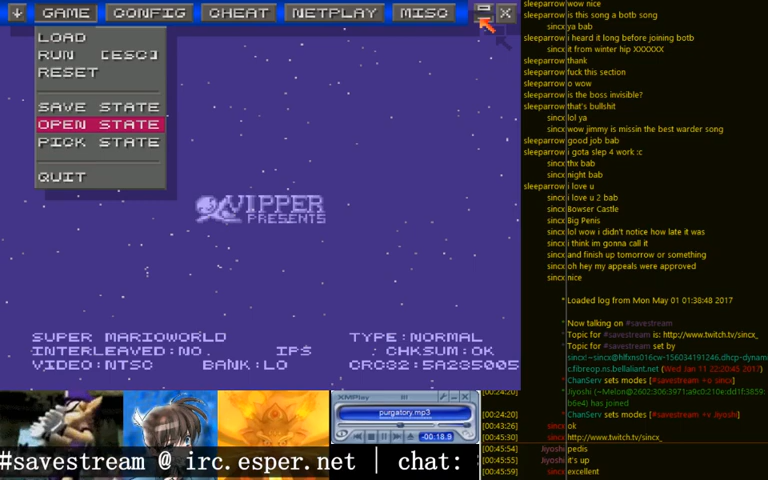 GAME CONFIG CHEAT NETPLAY MISC
LOAD
RUN [ESC]
RESET
SAVE STATE
OPEN STATE
PICK STATE
QUIT
VIPPER
PRESENTS
SUPER MARIOWORLD TYPE:NORMAL
INTERLEAVED:NO. IPS CHKSUM:OK
VIDEO:NTSC BANK:LO CRC32:5A235005
XMPlay
purgatory.mp3
-00:18.9
#savestream @ irc.esper.net | chat:
sleeparrow wow nice
sleeparrow is this song a botb song
sincx ya bab
sleeparrow i heard it long before joining botb
sincx it from winter hip XXXXXX
sleeparrow thank
sleeparrow fuck this section
sleeparrow o wow
sleeparrow is the boss invisible?
sleeparrow that's bullshit
sincx lol ya
sincx wow jimmy is missin the best warder song
sleeparrow good job bab
sleeparrow i gota slep 4 work :c
sincx thx bab
sincx night bab
sleeparrow i love u
sincx i love u 2 bab
sincx Bowser Castle
sincx Big Penis
sincx lol wow i didn't notice how late it was
sincx i think im gonna call it
sincx and finish up tomorrow or something
sincx oh hey my appeals were approved
sincx nice
* Loaded log from Mon May 01 01:38:48 2017
* Now talking on #savestream
* Topic for #savestream is: http://www.twitch.tv/sincx_
* Topic for #savestream set by
sincx!~sincx@hlfxns016cw-156034191246.dhcp-dynam
ic.fibreop.ns.bellaliant.net (Wed Jan 11 22:20:45 2017)
* ChanServ sets modes [#savestream +o sincx]
[00:24:20] * Jiyoshi (~Melon@2602:306:3971:a9c0:210e:dd1f:3859:
b6e4) has joined
[00:24:20] * ChanServ sets modes [#savestream +v Jiyoshi]
[00:43:26] sincx ok
[00:45:30] sincx http://www.twitch.tv/sincx_
[00:45:54] Jiyoshi pedis
[00:45:55] Jiyoshi it's up
[00:45:59] sincx excellent